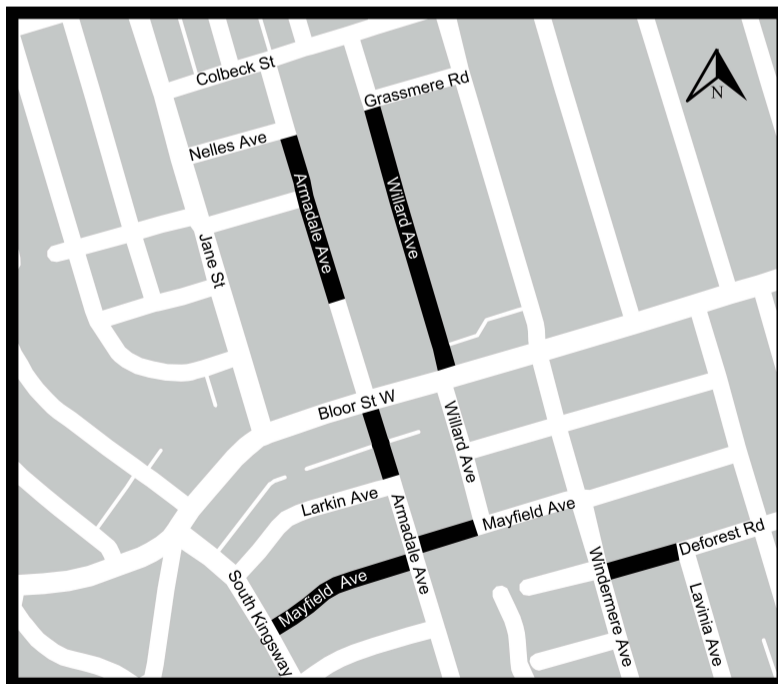 Colbeck St
N
Grassmere Rd
Nelles Ave
Armadale Ave
Willard Ave
Jane St
Bloor St W
Willard Ave
Larkin Ave
Armadale Ave
Mayfield Ave
Deforest Rd
Mayfield Ave
South Kingsway
Windermere Ave
Lavinia Ave